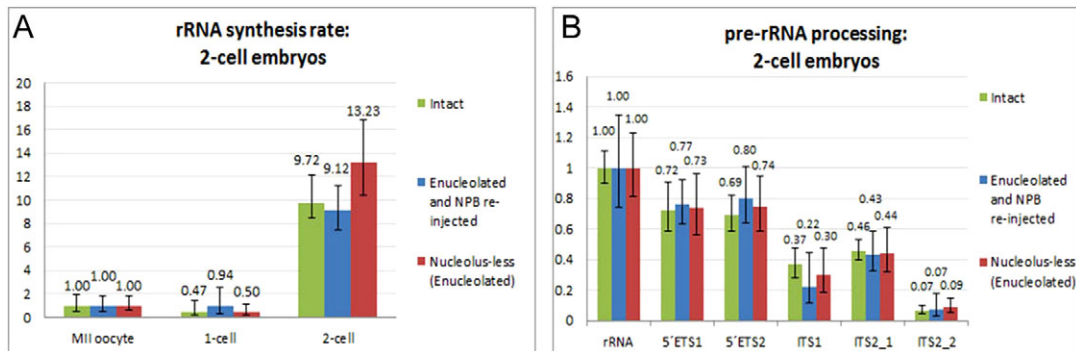 A
rRNA synthesis rate:
2-cell embryos
20
18
16
14
12
10
8
6
4
2
0
1.00 1.00 1.00
0.47 0.94 0.50
9.72 9.12 13.23
MII oocyte 1-cell 2-cell
Intact
Enucleolated
and NPB re-
injected
Nucleolus-less
(Enucleolated)
B
pre-rRNA processing:
2-cell embryos
1.6
1.4
1.2
1
0.8
0.6
0.4
0.2
0
1.00 1.00 1.00
0.72 0.77 0.73
0.69 0.80 0.74
0.37 0.22 0.30
0.46 0.43 0.44
0.07 0.07 0.09
rRNA 5´ETS1 5´ETS2 ITS1 ITS2_1 ITS2_2
Intact
Enucleolated
and NPB
re-injected
Nucleolus-less
(Enucleolated)